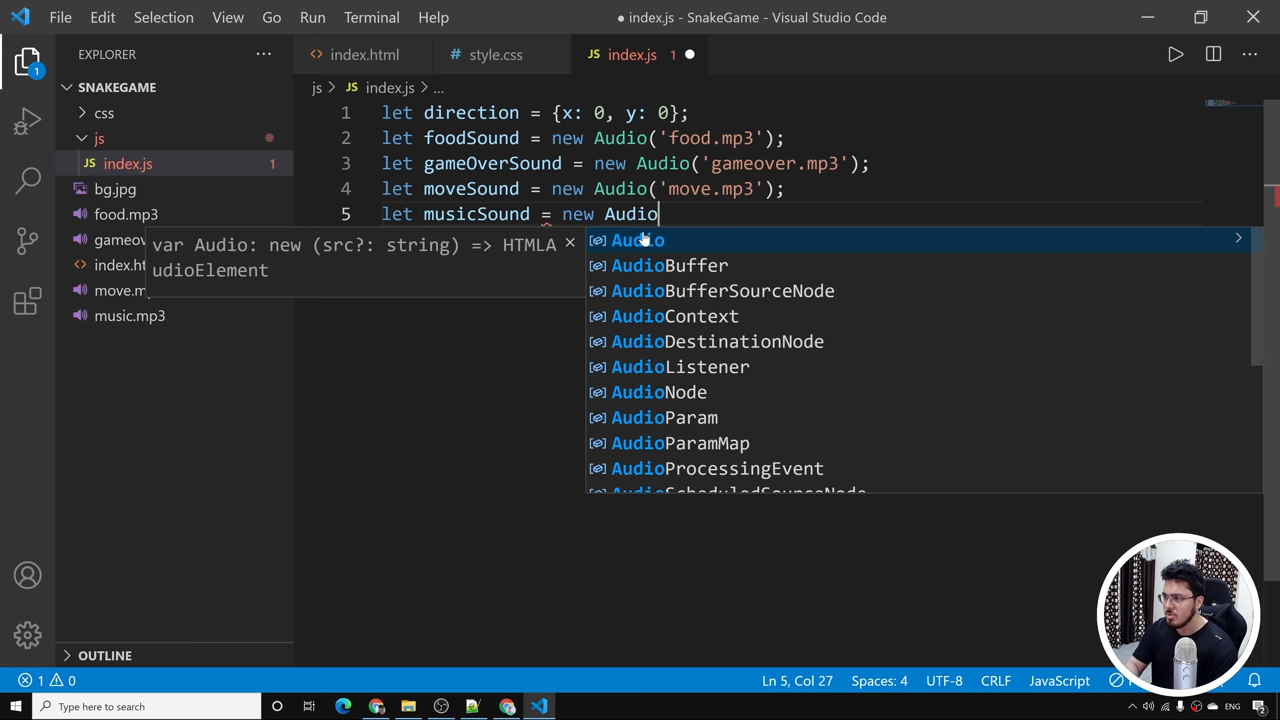 File Edit Selection View Go Run Terminal Help
● index.js - SnakeGame - Visual Studio Code
EXPLORER
SNAKEGAME
css
js
index.js 1
bg.jpg
food.mp3
gameov
index.ht
move.m
music.mp3
OUTLINE
1
<> index.html
# style.css
JS index.js 1 ●
js > JS index.js > ...
1 let direction = {x: 0, y: 0};
2 let foodSound = new Audio('food.mp3');
3 let gameOverSound = new Audio('gameover.mp3');
4 let moveSound = new Audio('move.mp3');
5 let musicSound = new Audio
var Audio: new (src?: string) => HTMLA
udioElement
Audio
AudioBuffer
AudioBufferSourceNode
AudioContext
AudioDestinationNode
AudioListener
AudioNode
AudioParam
AudioParamMap
AudioProcessingEvent
AudioScheduledSourceNode
1 0
Ln 5, Col 27 Spaces: 4 UTF-8 CRLF JavaScript
Type here to search
ENG
2